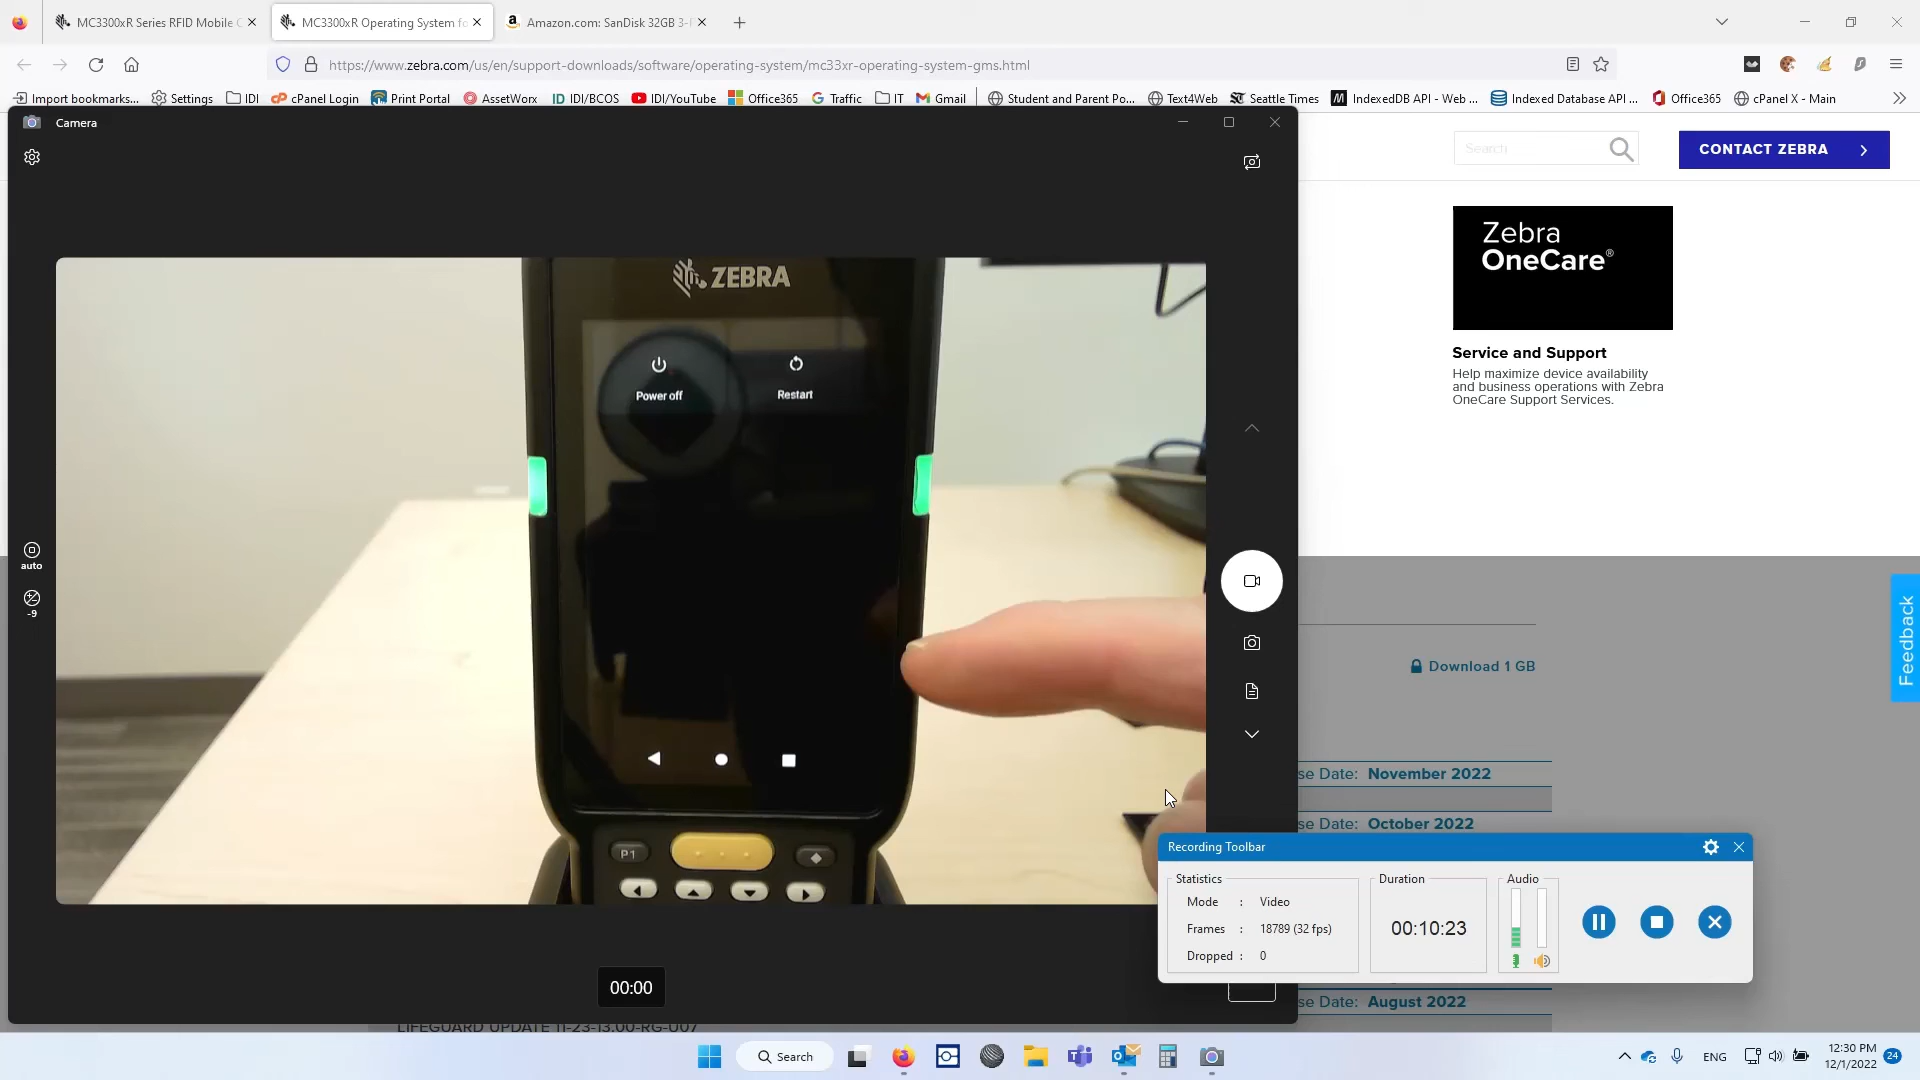 MC3300xR Series RFID Mobile C
MC3300xR Operating System fo
Amazon.com: SanDisk 32GB 3-
https://www.zebra.com/us/en/support-downloads/software/operating-system/mc33xr-operating-system-gms.html
Import bookmarks...
Settings
IDI
cPanel Login
Print Portal
AssetWorx
IDI/BCOS
IDI/YouTube
Office365
Traffic
IT
Gmail
Student and Parent Po...
Text4Web
Seattle Times
IndexedDB API - Web ...
Indexed Database API ...
Office365
cPanel X - Main
Camera
Search
CONTACT ZEBRA
Zebra
OneCare®
Service and Support
Help maximize device availability
and business operations with Zebra
OneCare Support Services.
ZEBRA
Power off
Restart
P1
auto
-9
Feedback
Download 1 GB
se Date: November 2022
se Date: October 2022
Recording Toolbar
Statistics
Mode : Video
Frames : 18789 (32 fps)
Dropped : 0
Duration
00:10:23
Audio
00:00
se Date: August 2022
LIFEGUARD UPDATE 11-23-13.00-RG-U07
Search
ENG
12:30 PM
12/1/2022
24